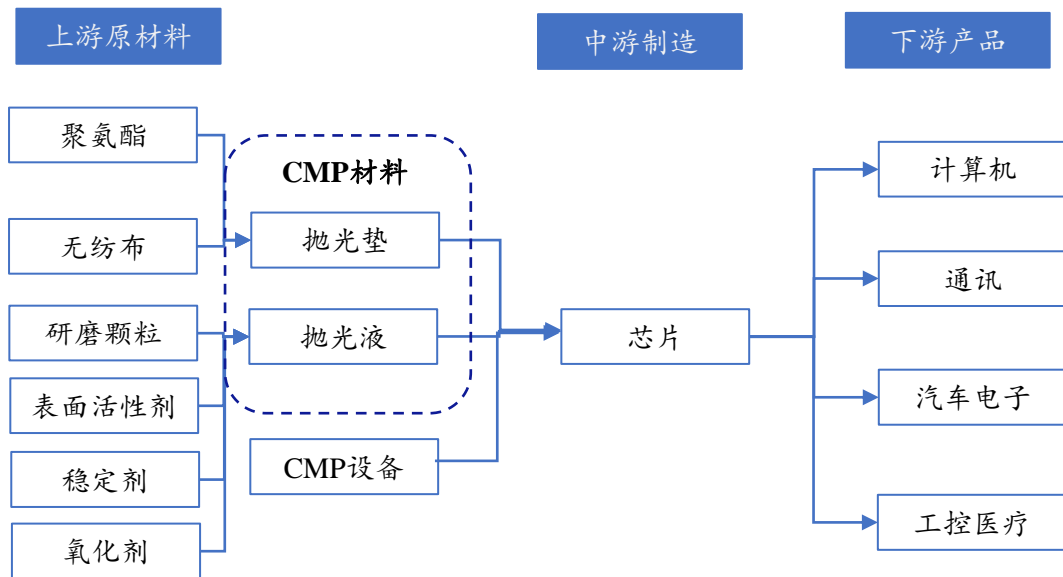 上游原材料
中游制造
下游产品
聚氨酯
无纺布
研磨颗粒
表面活性剂
稳定剂
氧化剂
CMP材料
抛光垫
抛光液
CMP设备
芯片
计算机
通讯
汽车电子
工控医疗